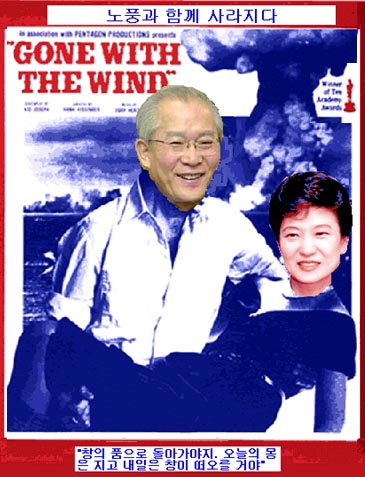 노풍과 함께 사라지다
in association with PENTAGON PRODUCTIONS presents
"GONE WITH
THE WIND"
Winner
of Ten
Academy
Awards
"창의 품으로 돌아가야지. 오늘의 몽
은 지고 내일은 창이 떠오를 거야"